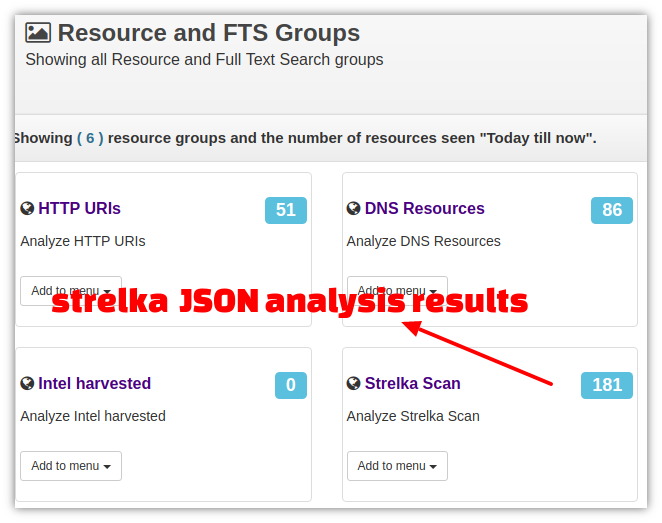 Resource and FTS Groups
Showing all Resource and Full Text Search groups
Showing ( 6 ) resource groups and the number of resources seen "Today till now".
HTTP URIs 51
Analyze HTTP URIs
Add to menu
DNS Resources 86
Analyze DNS Resources
Add to menu
strelka JSON analysis results
Intel harvested 0
Analyze Intel harvested
Add to menu
Strelka Scan 181
Analyze Strelka Scan
Add to menu